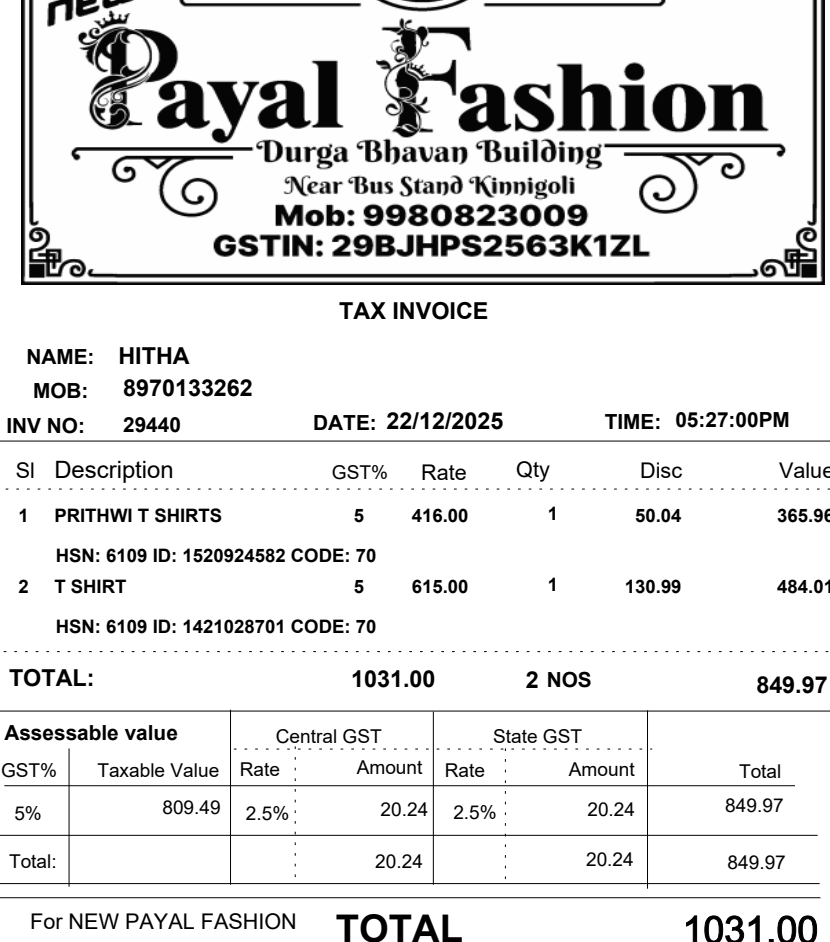 new
Payal Fashion
Durga Bhavan Building
Near Bus Stand Kinnigoli
Mob: 9980823009
GSTIN: 29BJHPS2563K1ZL
TAX INVOICE
NAME: HITHA
MOB: 8970133262
INV NO: 29440 DATE: 22/12/2025 TIME: 05:27:00PM
Sl Description GST% Rate Qty Disc Value
1 PRITHWI T SHIRTS 5 416.00 1 50.04 365.96
HSN: 6109 ID: 1520924582 CODE: 70
2 T SHIRT 5 615.00 1 130.99 484.01
HSN: 6109 ID: 1421028701 CODE: 70
TOTAL: 1031.00 2 NOS 849.97
Assessable value Central GST State GST
GST% Taxable Value Rate Amount Rate Amount Total
5% 809.49 2.5% 20.24 2.5% 20.24 849.97
Total: 20.24 20.24 849.97
For NEW PAYAL FASHION TOTAL 1031.00